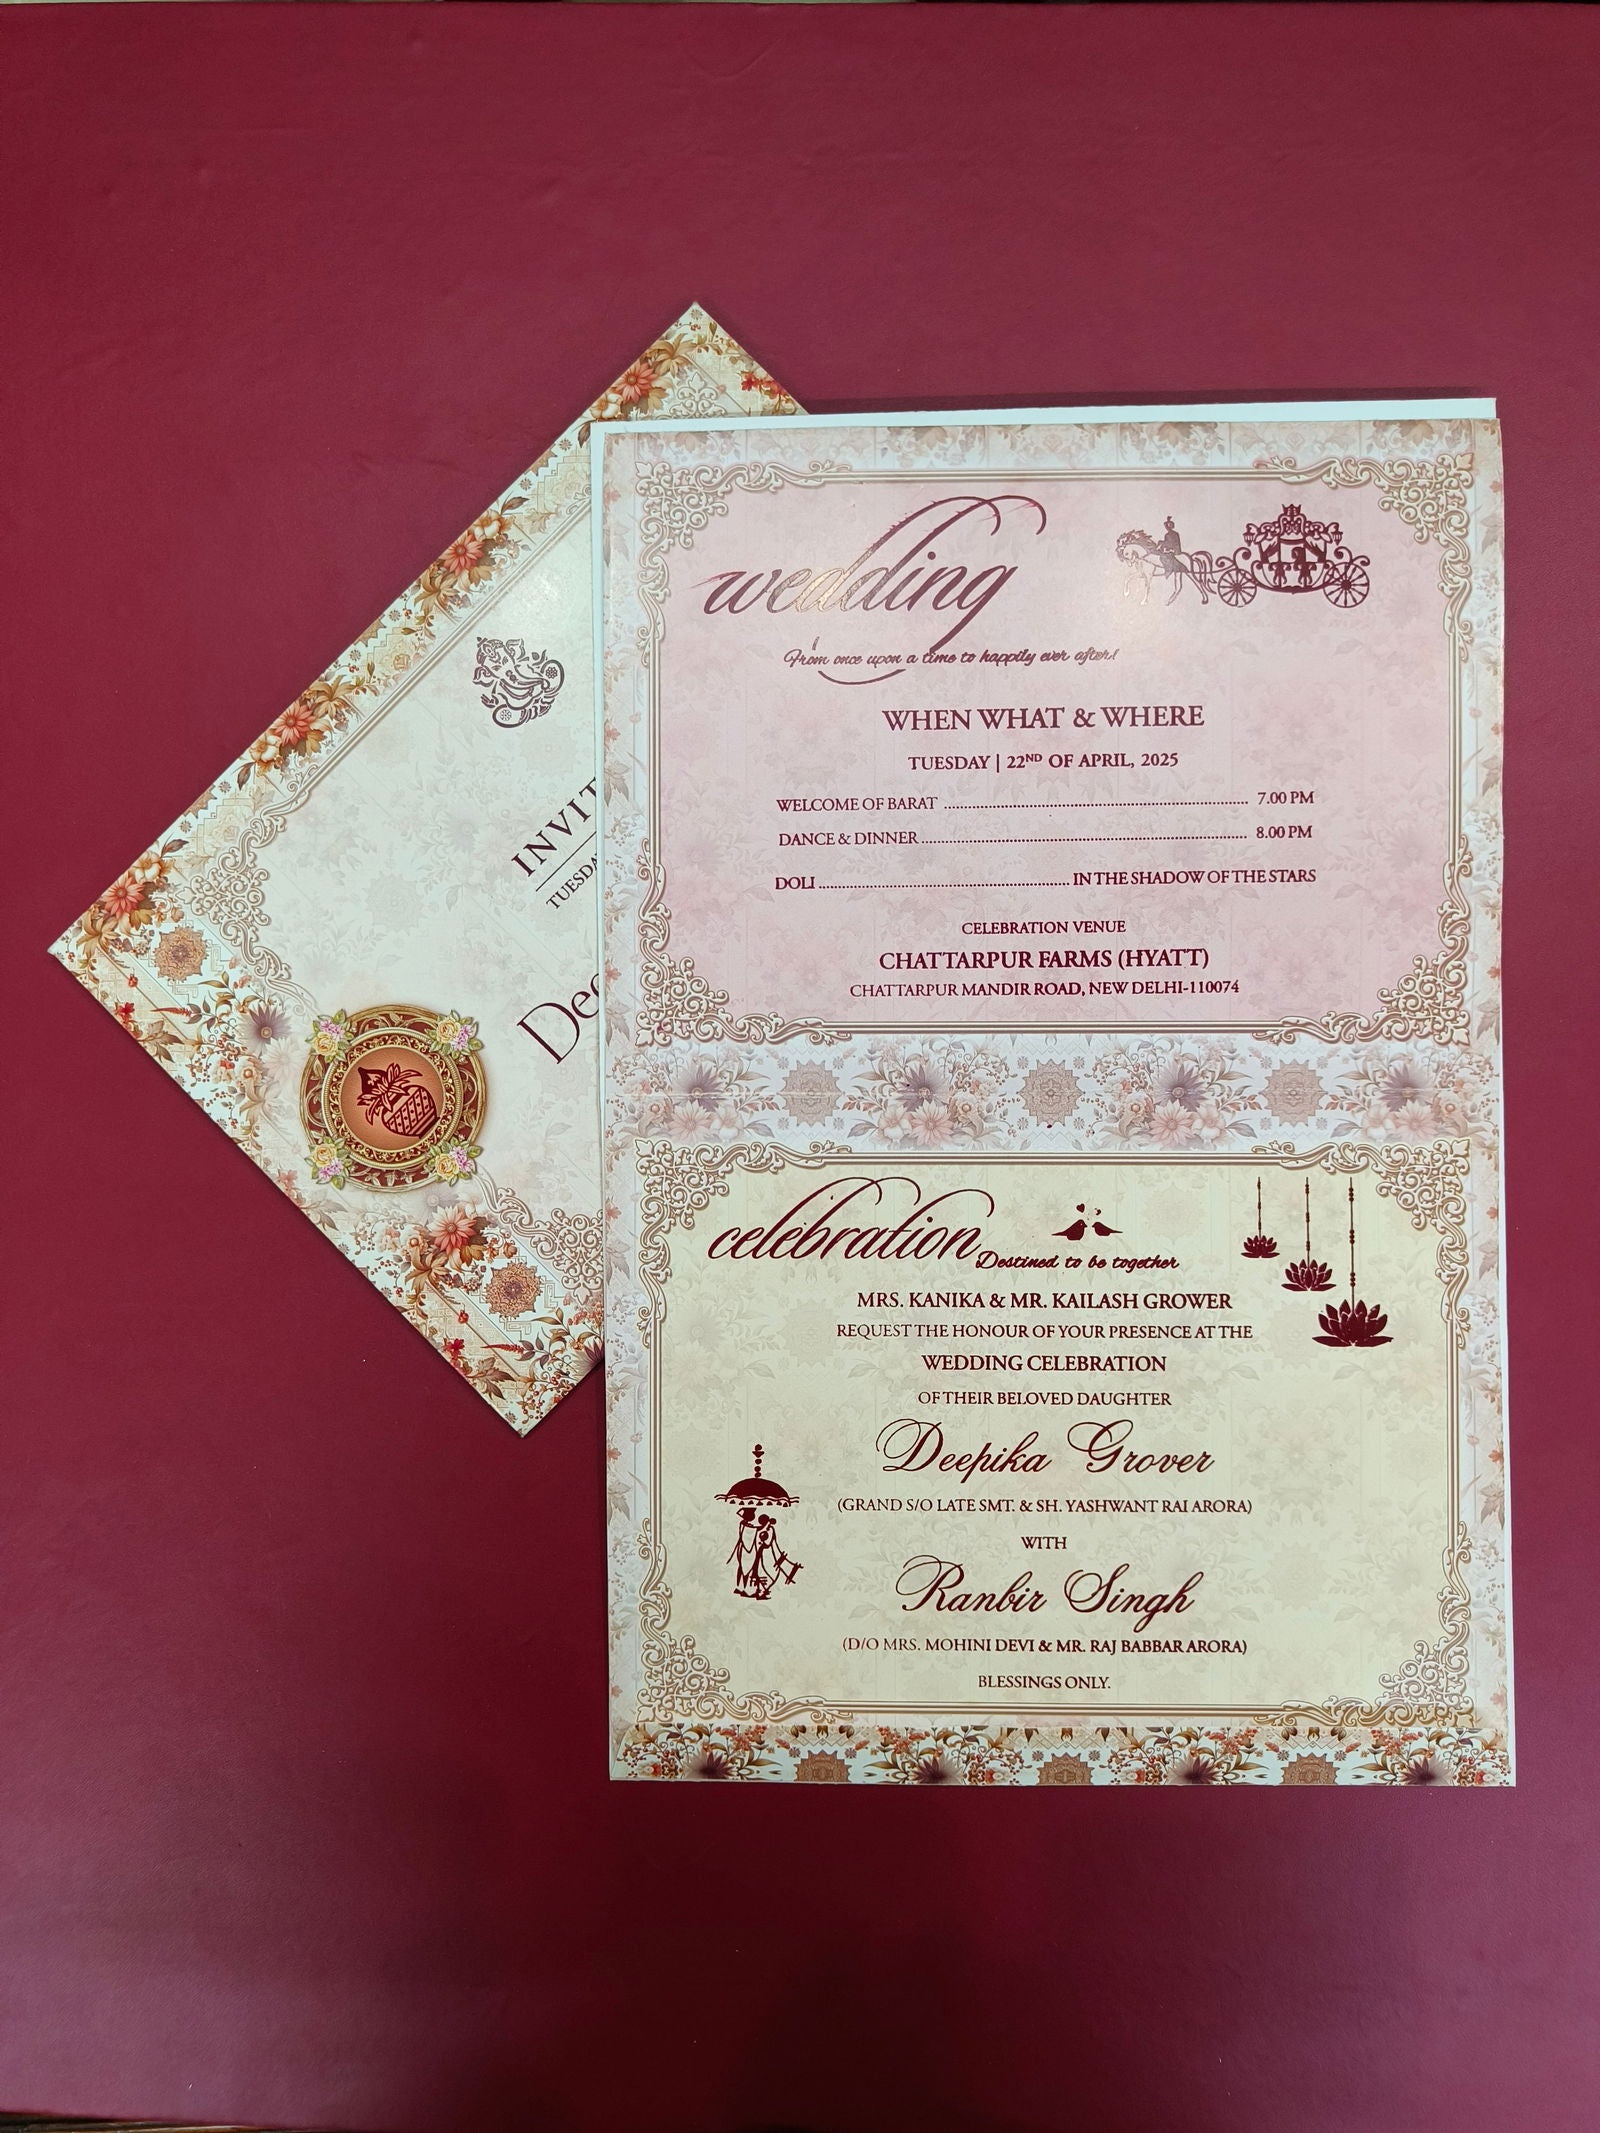 INVIT
TUESDA
Dee
wedding
From once upon a time to happily ever after!
WHEN WHAT & WHERE
TUESDAY | 22ND OF APRIL, 2025
WELCOME OF BARAT ........ 7.00 PM
DANCE & DINNER ........ 8.00 PM
DOLI ........ IN THE SHADOW OF THE STARS
CELEBRATION VENUE
CHATTARPUR FARMS (HYATT)
CHATTARPUR MANDIR ROAD, NEW DELHI-110074
celebration
Destined to be together
MRS. KANIKA & MR. KAILASH GROWER
REQUEST THE HONOUR OF YOUR PRESENCE AT THE
WEDDING CELEBRATION
OF THEIR BELOVED DAUGHTER
Deepika Grover
(GRAND S/O LATE SMT. & SH. YASHWANT RAI ARORA)
WITH
Ranbir Singh
(D/O MRS. MOHINI DEVI & MR. RAJ BABBAR ARORA)
BLESSINGS ONLY.